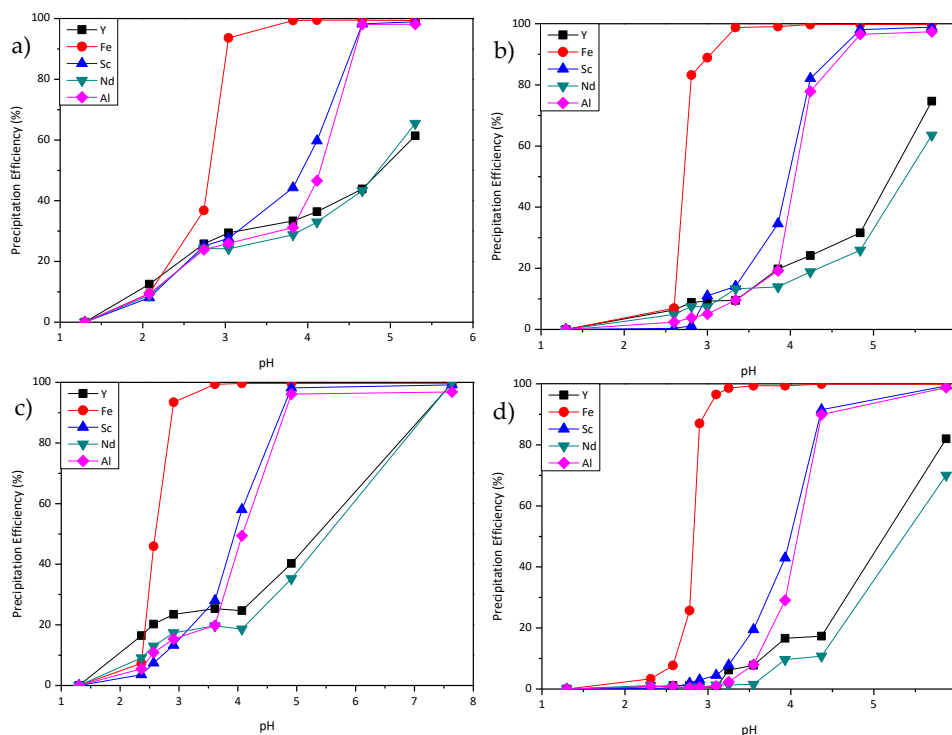 a)
Precipitation Efficiency (%)
100
80
60
40
20
0
Y
Fe
Sc
Nd
Al
1 2 3 4 5 6
pH
b)
Precipitation Efficiency (%)
100
80
60
40
20
0
Y
Fe
Sc
Nd
Al
1 2 3 4 5
pH
c)
Precipitation Efficiency (%)
100
80
60
40
20
0
Y
Fe
Sc
Nd
Al
1 2 3 4 5 6 7 8
pH
d)
Precipitation Efficiency (%)
100
80
60
40
20
0
Y
Fe
Sc
Nd
Al
1 2 3 4 5
pH